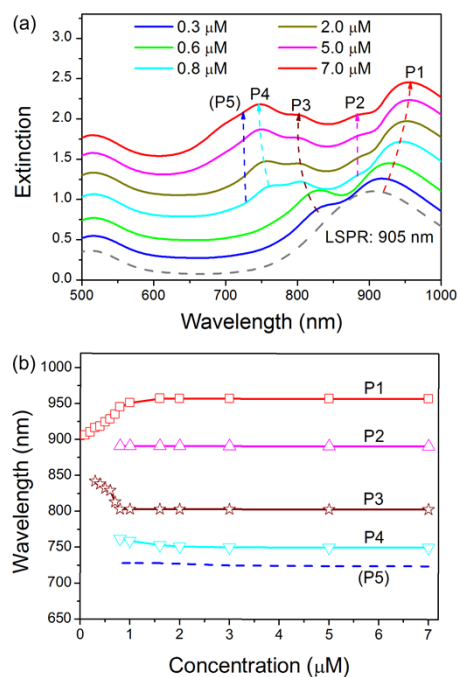 (a)
0.3 μM 2.0 μM
0.6 μM 5.0 μM
0.8 μM 7.0 μM
P1
P4
(P5) P3 P2
LSPR: 905 nm
Extinction
3.0
2.5
2.0
1.5
1.0
0.5
0.0
500 600 700 800 900 1000
Wavelength (nm)
(b)
Wavelength (nm)
1000
950
900
850
800
750
700
650
P1
P2
P3
P4
(P5)
0 1 2 3 4 5 6 7
Concentration (μM)